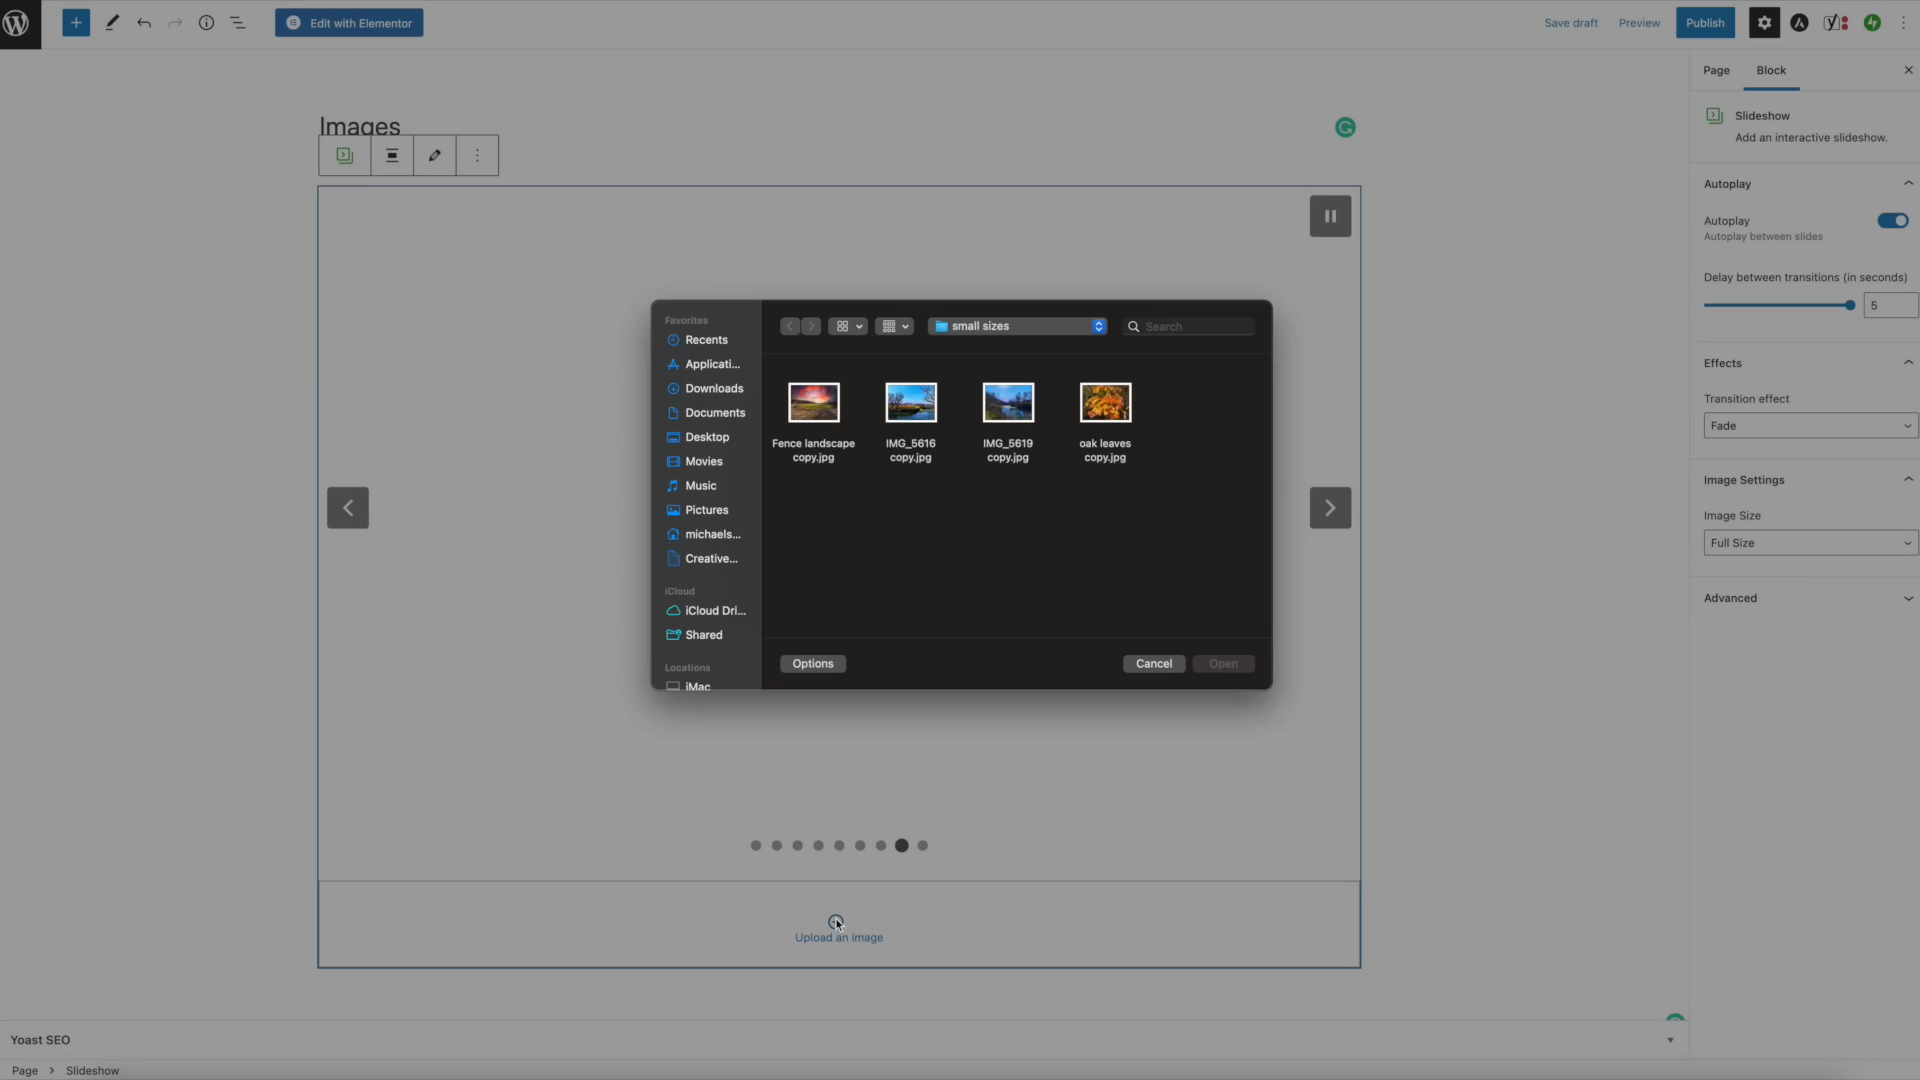 Edit with Elementor
Save draft
Preview
Publish
Page
Block
Images
Slideshow
Add an interactive slideshow.
Autoplay
Autoplay
Autoplay between slides
Delay between transitions (in seconds)
5
Effects
Transition effect
Fade
Image Settings
Image Size
Full Size
Advanced
Favorites
Recents
Applicati...
Downloads
Documents
Desktop
Movies
Music
Pictures
michaels...
Creative...
iCloud
iCloud Dri...
Shared
Locations
iMac
small sizes
Search
Fence landscape
copy.jpg
IMG_5616
copy.jpg
IMG_5619
copy.jpg
oak leaves
copy.jpg
Options
Cancel
Open
Upload an image
Yoast SEO
Page
Slideshow